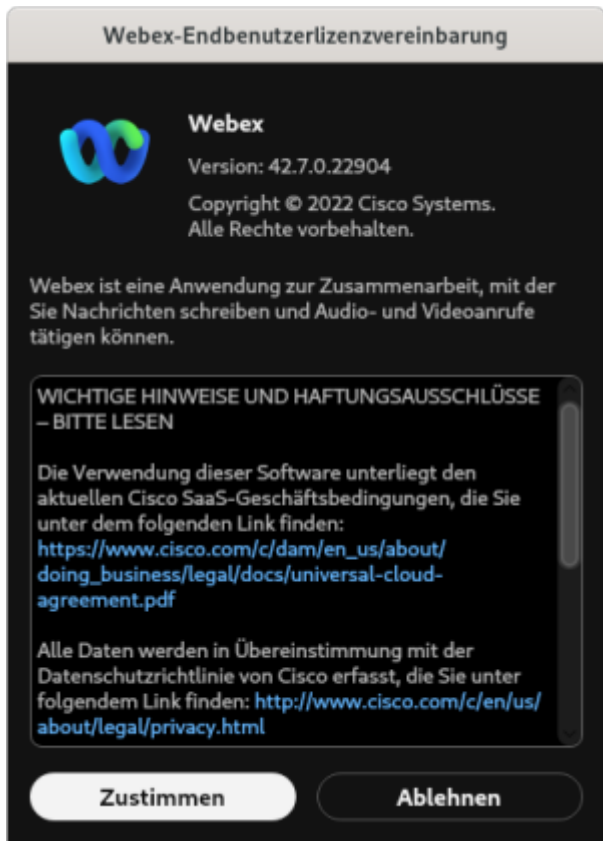 Webex-Endbenutzerlizenzvereinbarung
Webex
Version: 42.7.0.22904
Copyright © 2022 Cisco Systems.
Alle Rechte vorbehalten.
Webex ist eine Anwendung zur Zusammenarbeit, mit der
Sie Nachrichten schreiben und Audio- und Videoanrufe
tätigen können.
WICHTIGE HINWEISE UND HAFTUNGSAUSSCHLÜSSE
– BITTE LESEN
Die Verwendung dieser Software unterliegt den
aktuellen Cisco SaaS-Geschäftsbedingungen, die Sie
unter dem folgenden Link finden:
https://www.cisco.com/c/dam/en_us/about/
doing_business/legal/docs/universal-cloud-
agreement.pdf
Alle Daten werden in Übereinstimmung mit der
Datenschutzrichtlinie von Cisco erfasst, die Sie unter
folgendem Link finden: http://www.cisco.com/c/en/us/
about/legal/privacy.html
Zustimmen Ablehnen